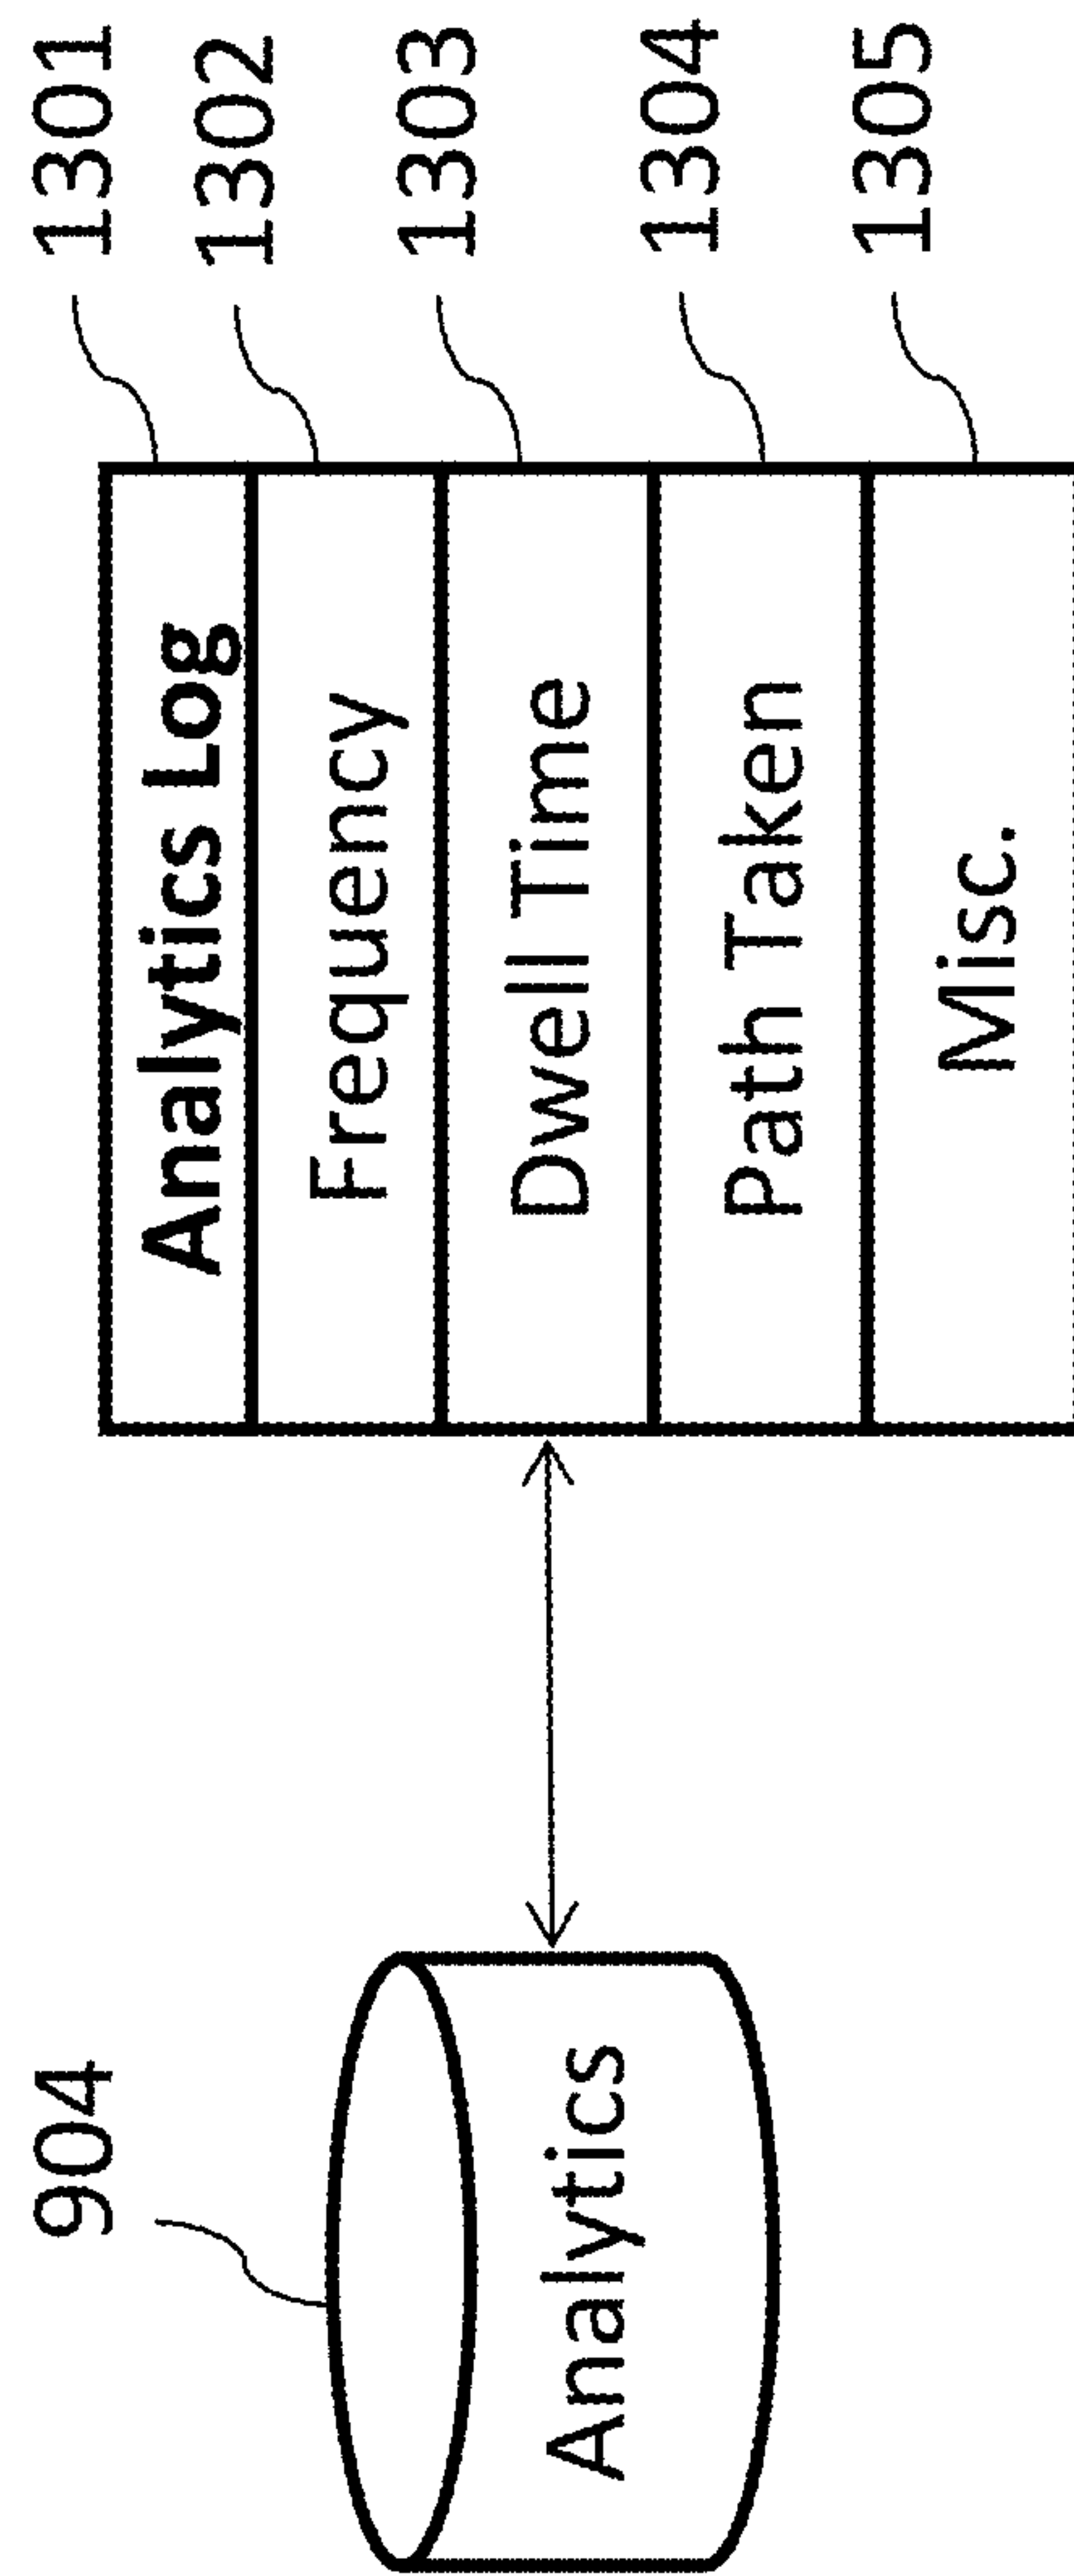 904
Analytics
Analytics Log
1301
Frequency
1302
Dwell Time
1303
Path Taken
1304
Misc.
1305